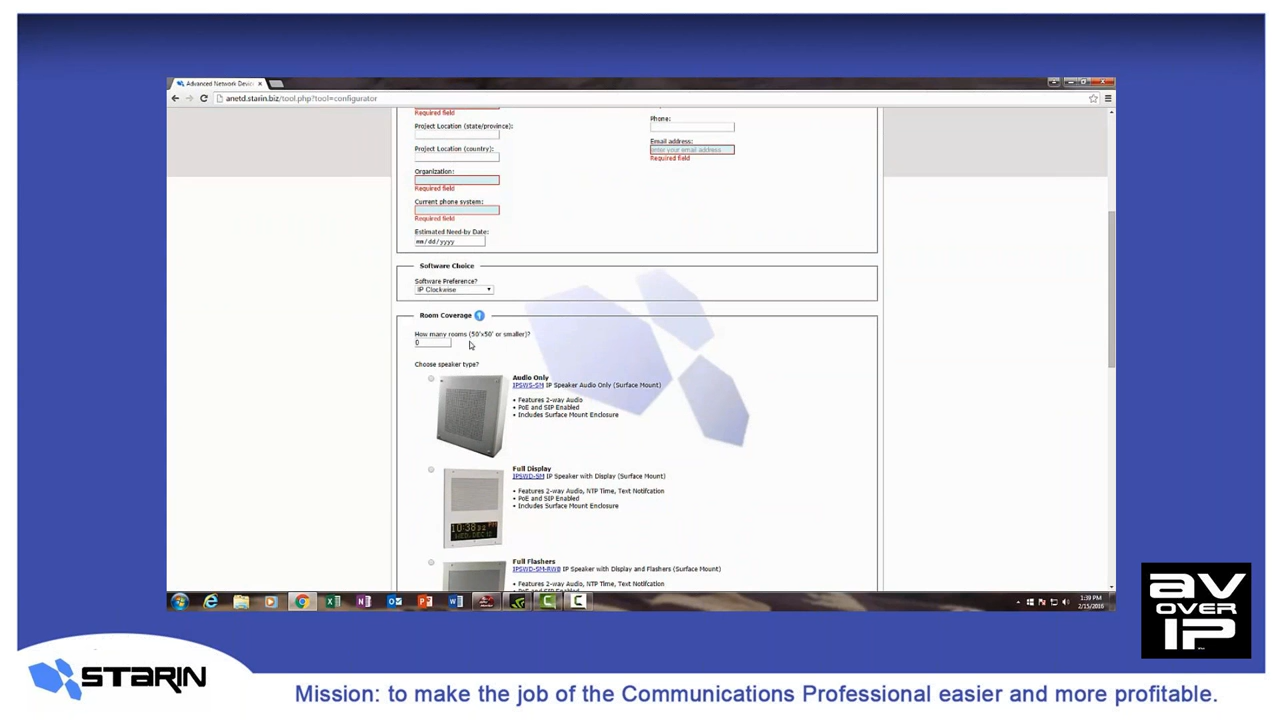 Advanced Network Devic
anetd.starin.biz/tool.php?tool=configurator
Required field
Project Location (state/province):
Project Location (country):
Organization:
Required field
Current phone system:
Required field
Estimated Need-by Date:
mm/dd/yyyy
Phone:
Email address:
enter your email address
Required field
Software Choice
Software Preference?
IP Clockwise
Room Coverage
How many rooms (50'x50' or smaller)?
0
Choose speaker type?
Audio Only
IPSWS-SM IP Speaker Audio Only (Surface Mount)
• Features 2-way Audio
• PoE and SIP Enabled
• Includes Surface Mount Enclosure
Full Display
IPSWD-SM IP Speaker with Display (Surface Mount)
• Features 2-way Audio, NTP Time, Text Notifcation
• PoE and SIP Enabled
• Includes Surface Mount Enclosure
Full Flashers
IPSWD-SM-RWB IP Speaker with Display and Flashers (Surface Mount)
• Features 2-way Audio, NTP Time, Text Notifcation
1:39 PM
2/15/2016
AV
OVER
IP
STARIN
Mission: to make the job of the Communications Professional easier and more profitable.